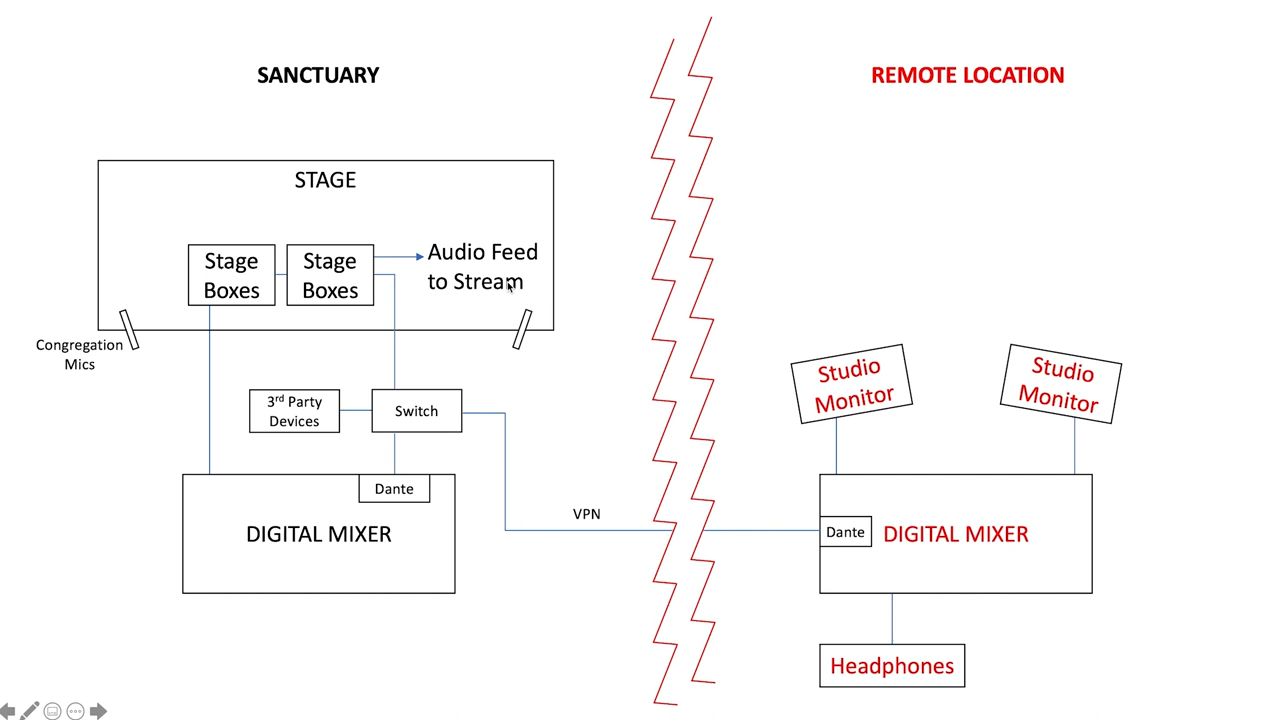 SANCTUARY
REMOTE LOCATION
STAGE
Stage
Boxes
Stage
Boxes
Audio Feed
to Stream
Congregation
Mics
3rd Party
Devices
Switch
Dante
DIGITAL MIXER
VPN
Studio
Monitor
Studio
Monitor
Dante
DIGITAL MIXER
Headphones